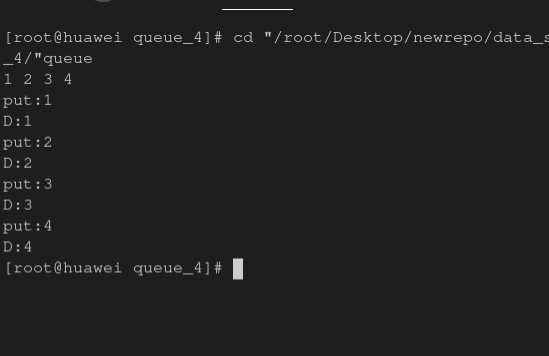 [root@huawei queue_4]# cd "/root/Desktop/newrepo/data_s
_4/"queue
1 2 3 4
put:1
D:1
put:2
D:2
put:3
D:3
put:4
D:4
[root@huawei queue_4]#